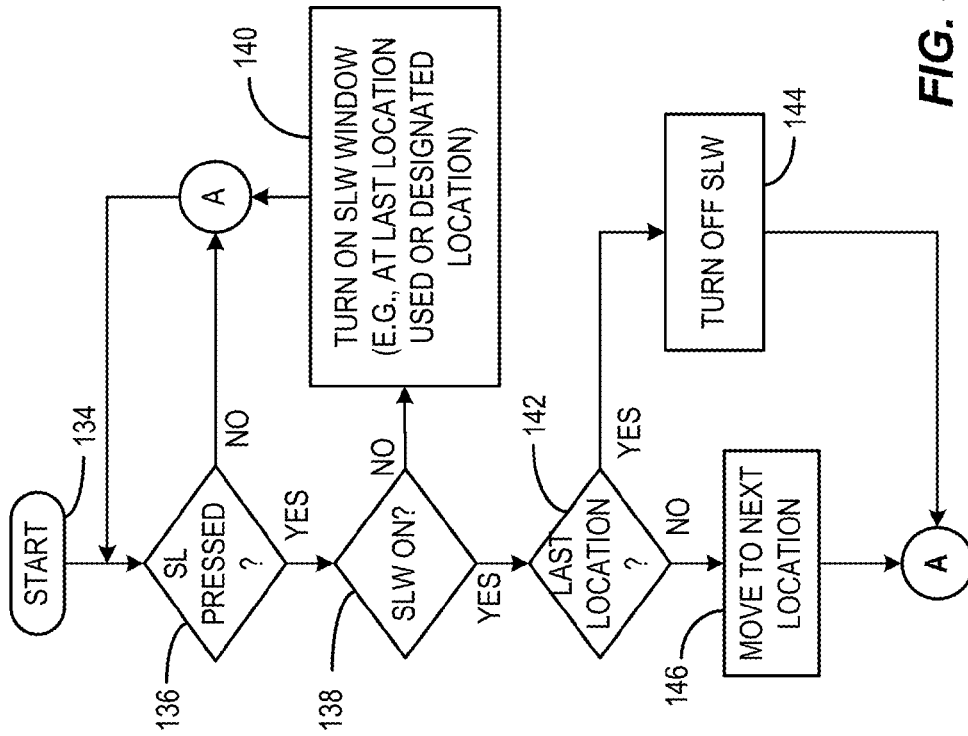 START
134
SL
PRESSED
?
136
NO
YES
A
SLW ON?
138
NO
YES
TURN ON SLW WINDOW
(E.G., AT LAST LOCATION
USED OR DESIGNATED
LOCATION)
140
LAST
LOCATION
?
142
YES
NO
TURN OFF SLW
144
MOVE TO NEXT
LOCATION
146
A
FIG.